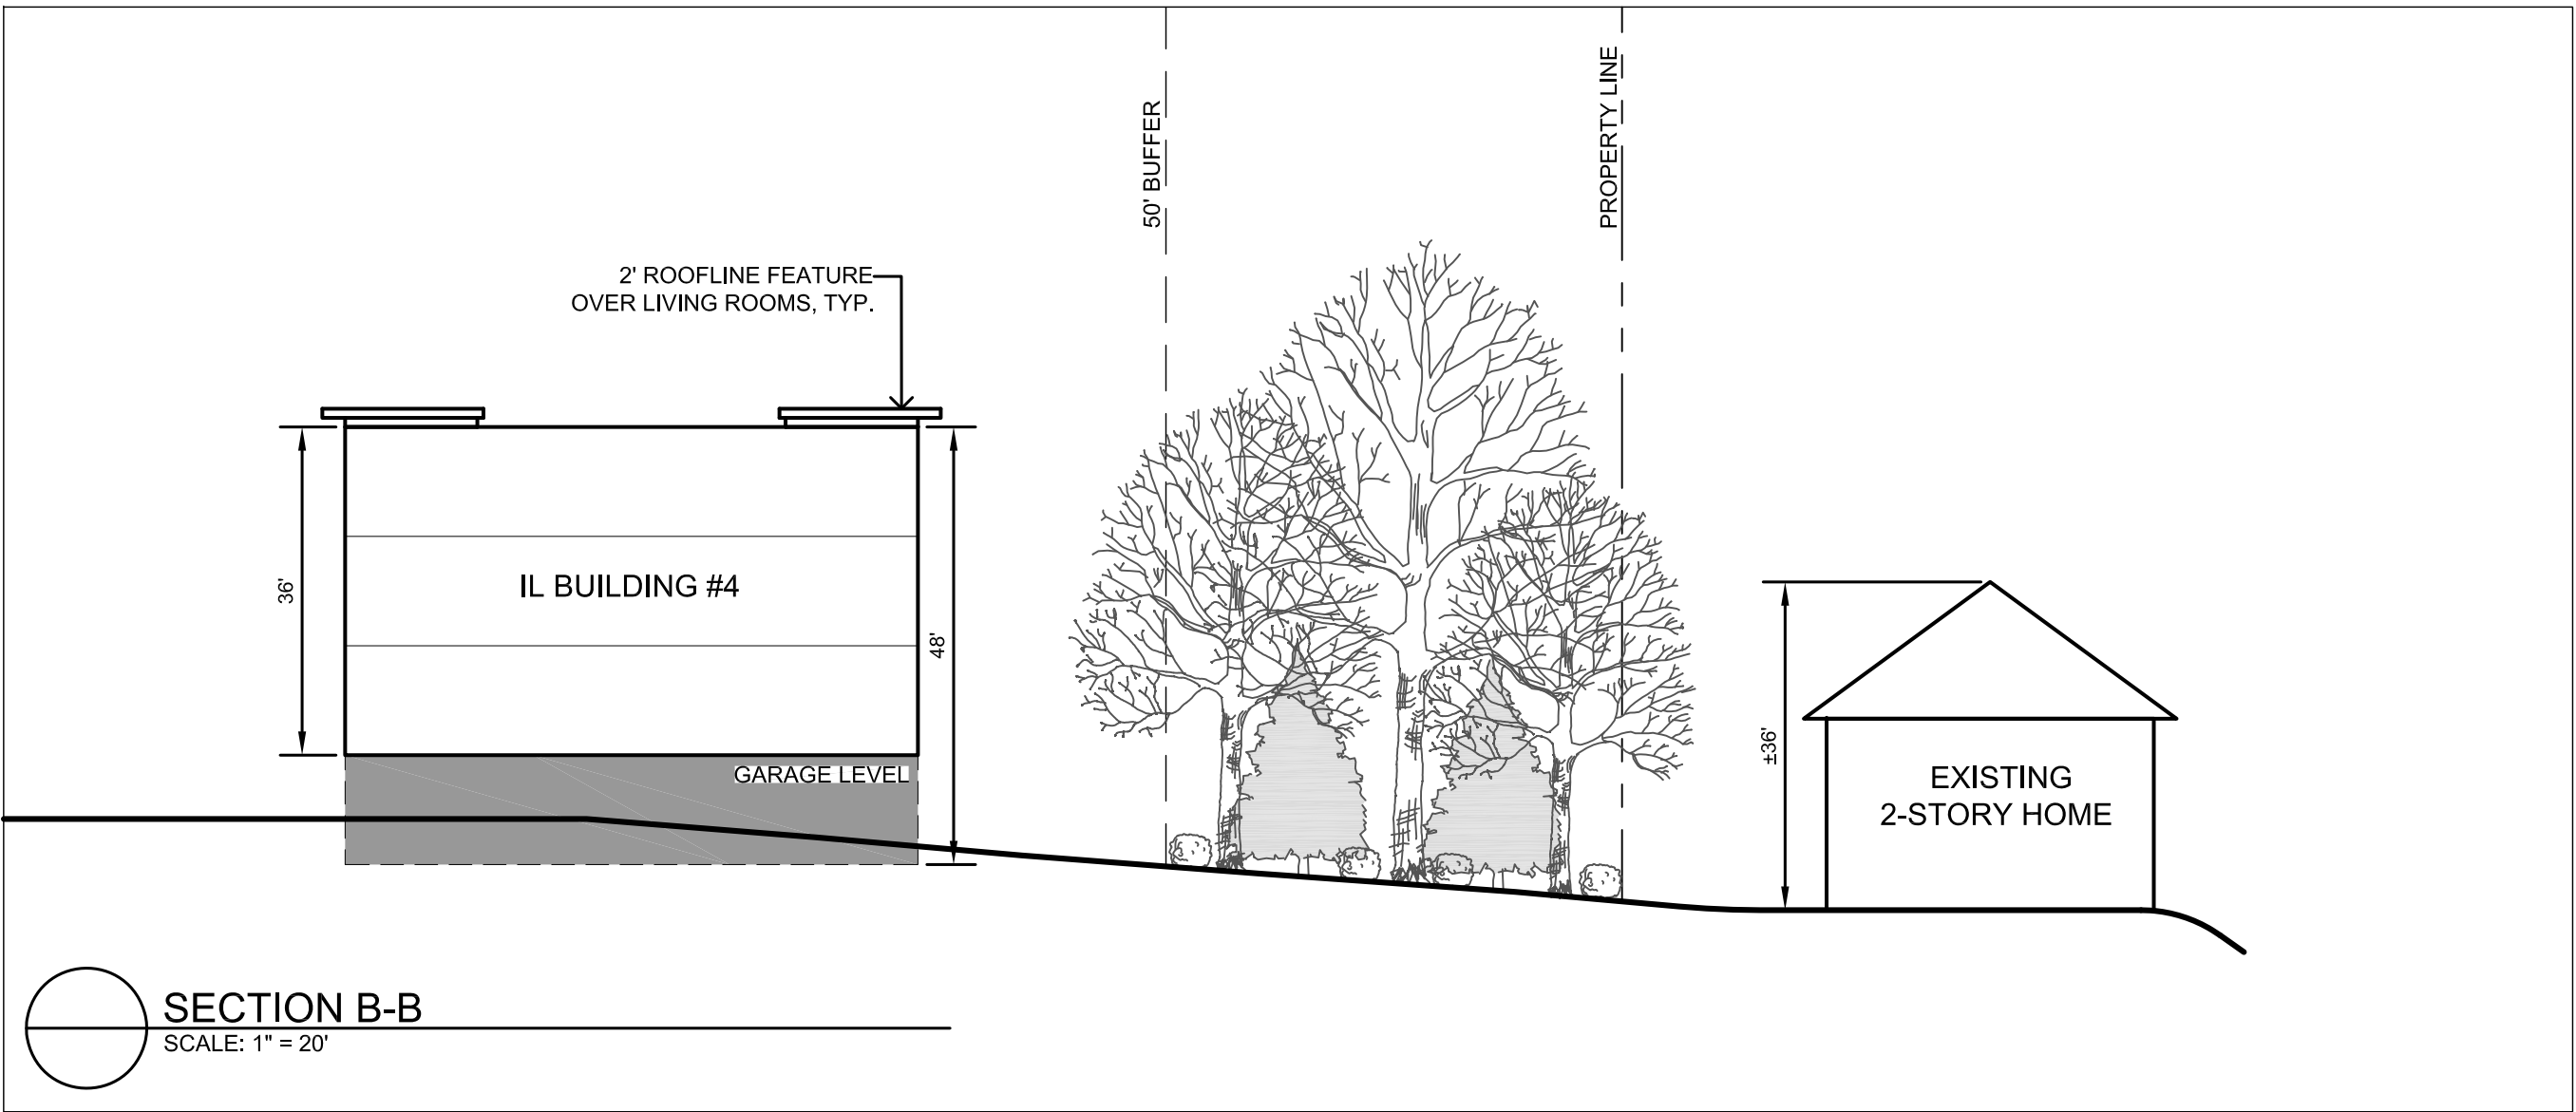 50' BUFFER
PROPERTY LINE
2' ROOFLINE FEATURE
OVER LIVING ROOMS, TYP.
36'
IL BUILDING #4
48'
GARAGE LEVEL
±36'
EXISTING
2-STORY HOME
SECTION B-B
SCALE: 1" = 20'